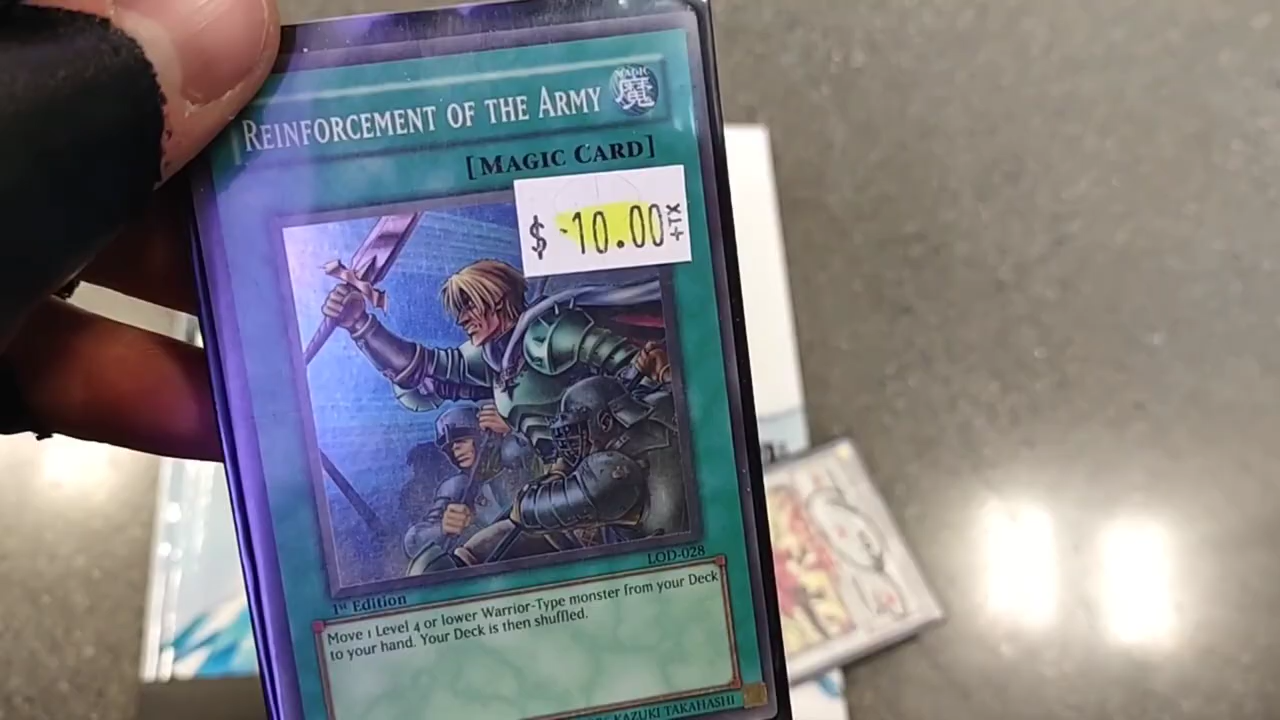 REINFORCEMENT OF THE ARMY
MAGIC
魔
[MAGIC CARD]
$ -10.00 +TX
LOD-028
1st Edition
Move 1 Level 4 or lower Warrior-Type monster from your Deck
to your hand. Your Deck is then shuffled.
KAZUKI TAKAHASHI